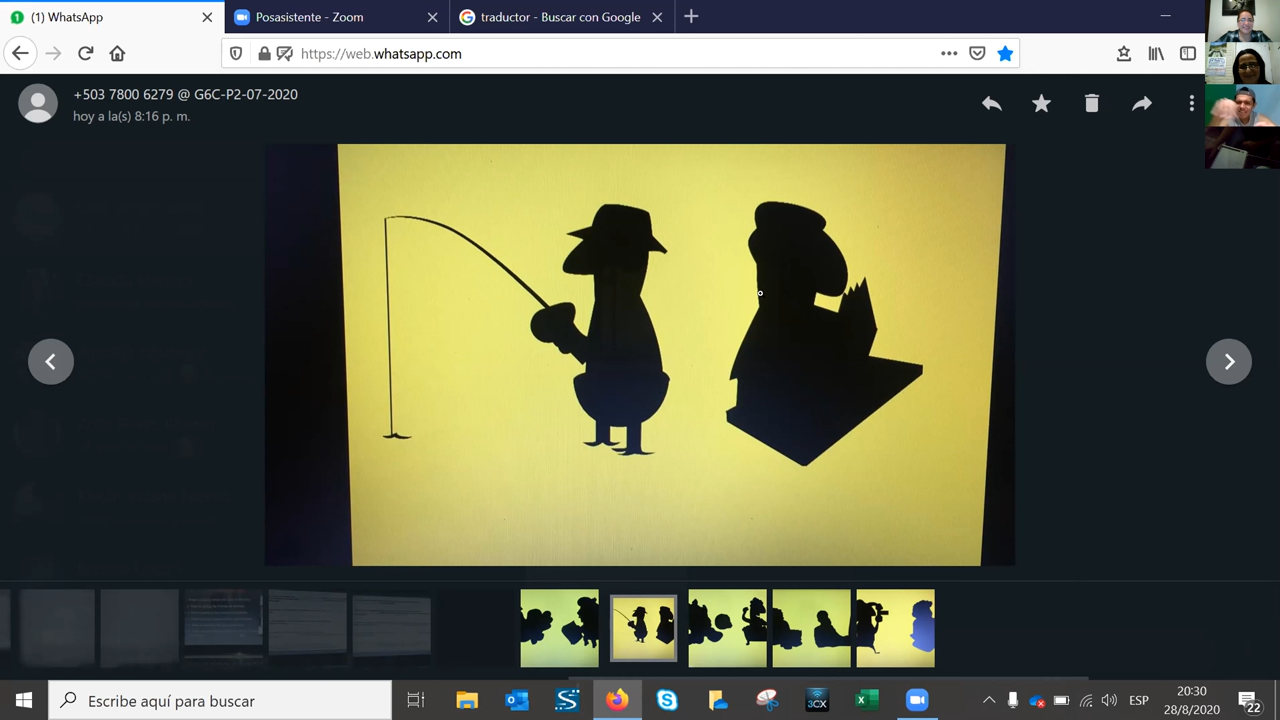 (1) WhatsApp
Posasistente - Zoom
traductor - Buscar con Google
https://web.whatsapp.com
+503 7800 6279 @ G6C-P2-07-2020
hoy a la(s) 8:16 p. m.
Escribe aquí para buscar
3CX
ESP
20:30
28/8/2020
22